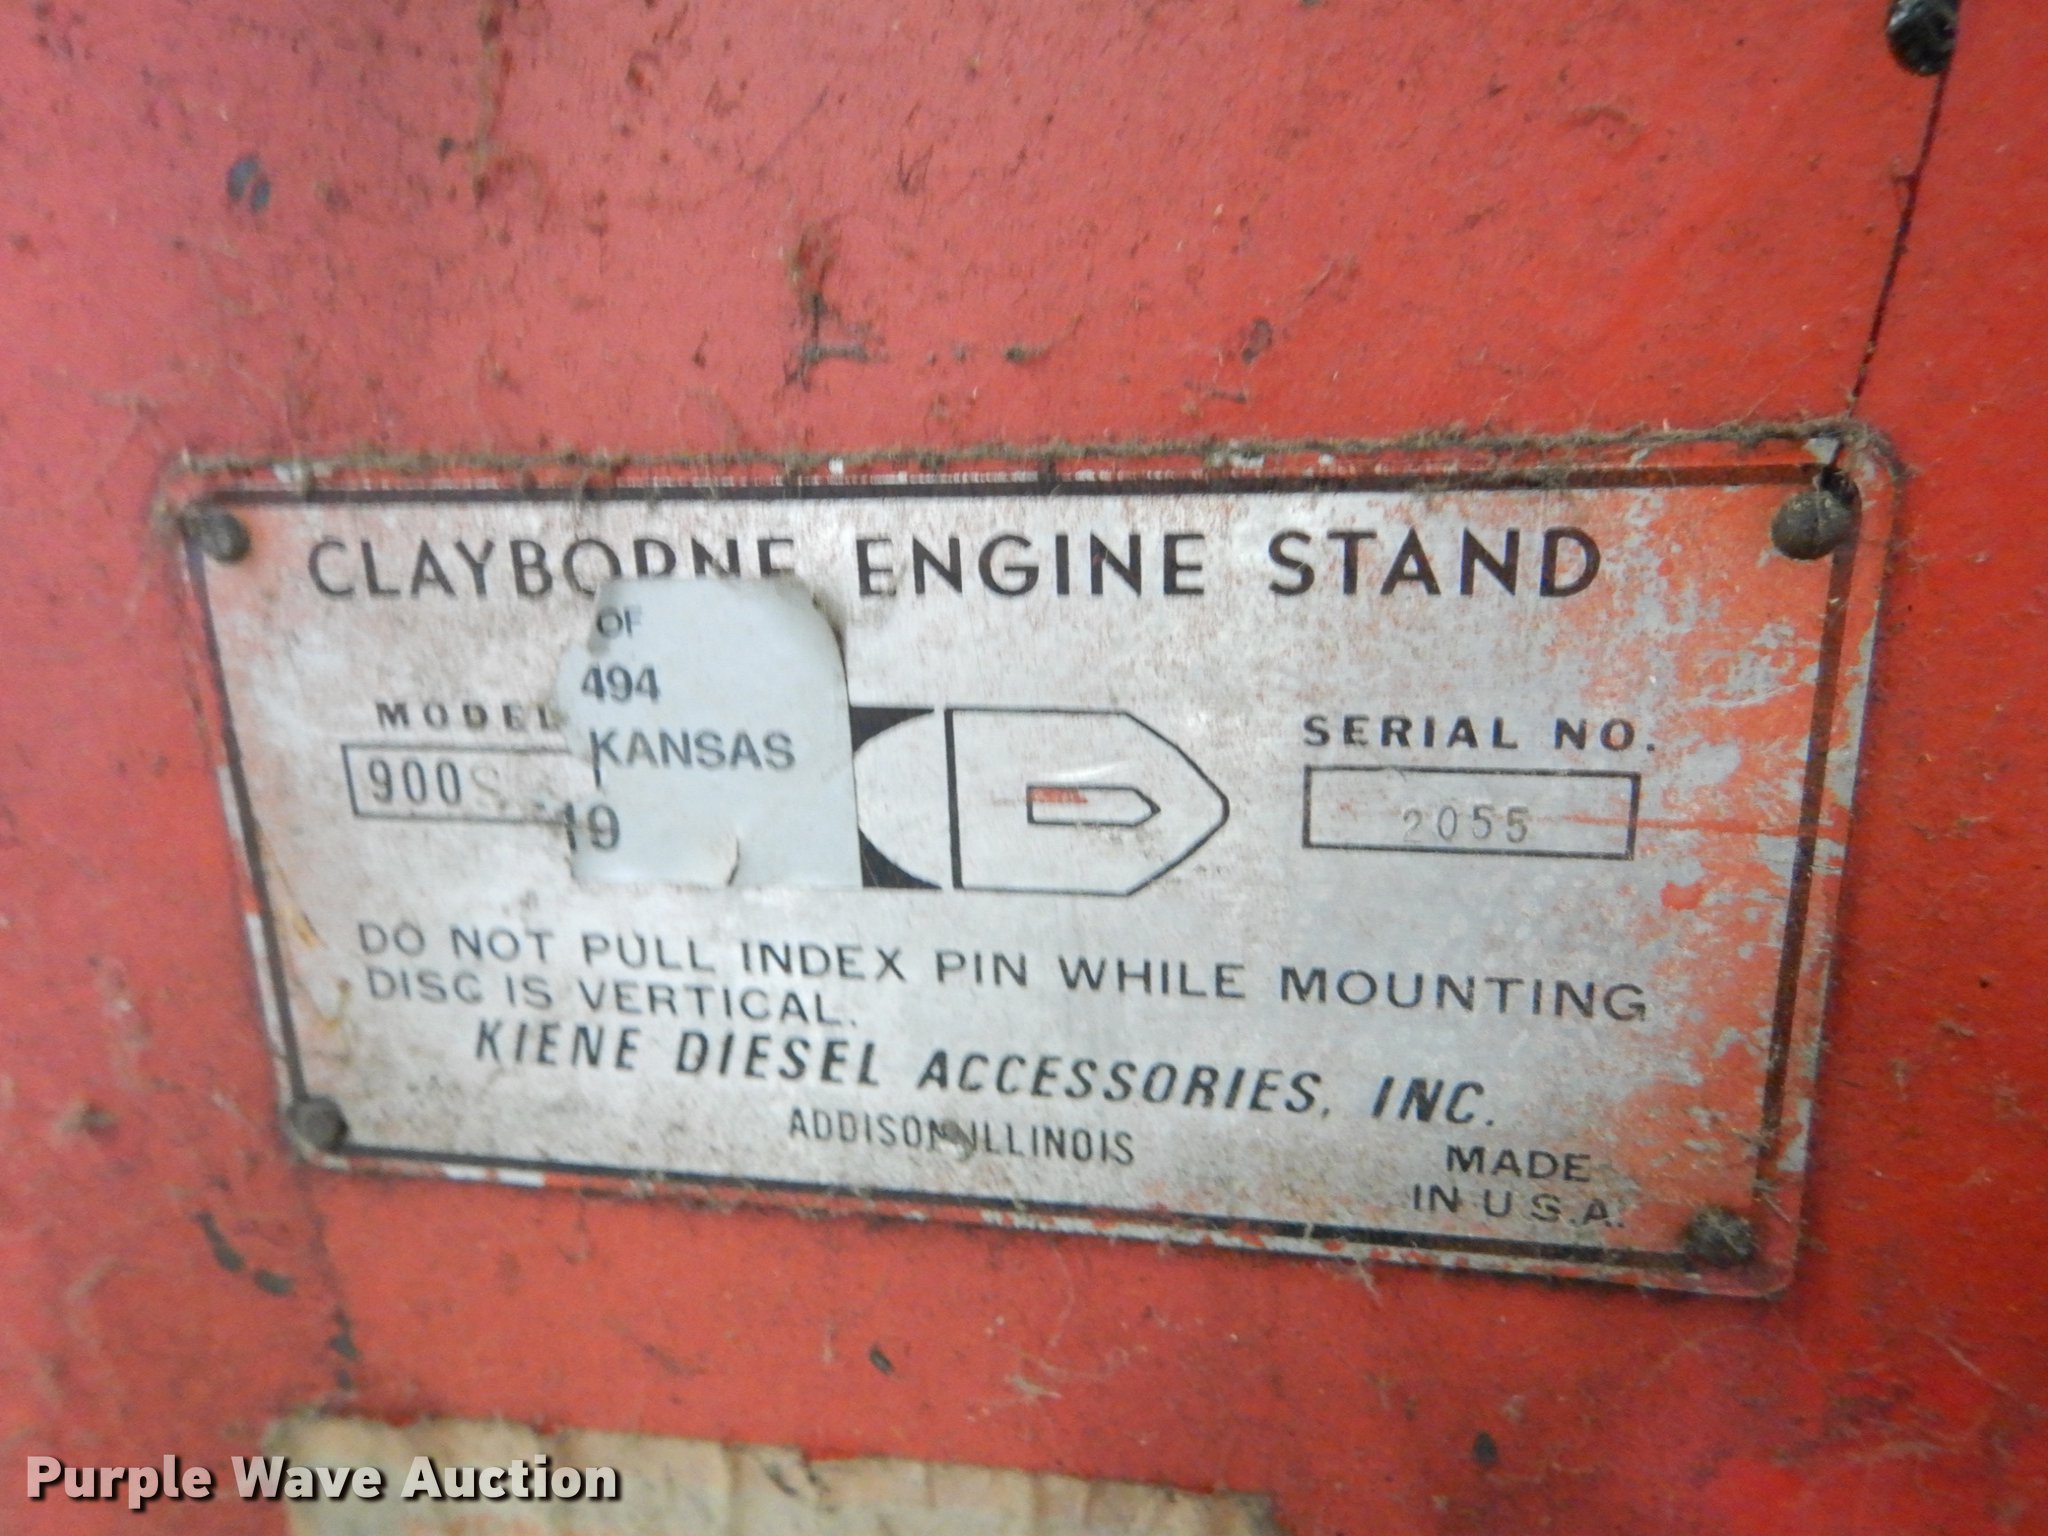 CLAYBORNE ENGINE STAND
OF
494
MODEL
KANSAS
SERIAL NO.
900S
19
2055
DO NOT PULL INDEX PIN WHILE MOUNTING
DISC IS VERTICAL.
KIENE DIESEL ACCESSORIES, INC.
ADDISON, ILLINOIS
MADE
IN U.S.A.
Purple Wave Auction